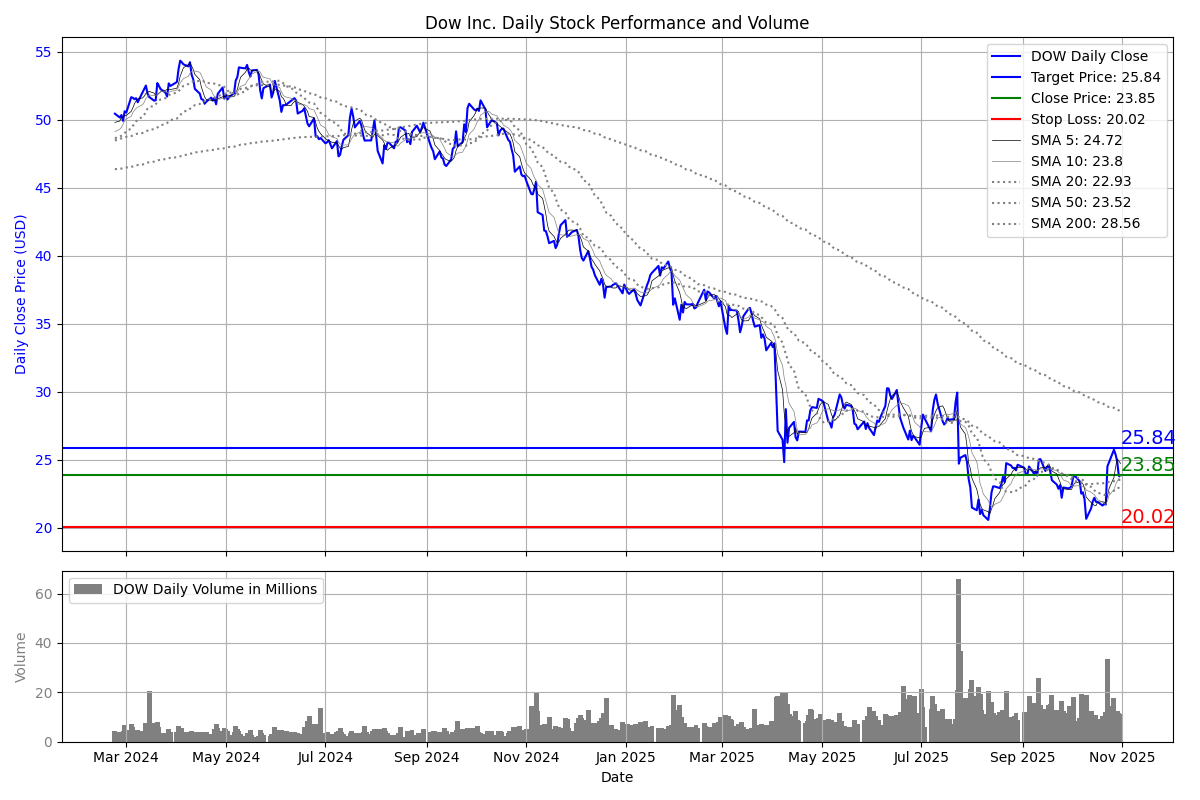 Dow Inc. Daily Stock Performance and Volume
Daily Close Price (USD)
55
50
45
40
35
30
25
20
DOW Daily Close
Target Price: 25.84
Close Price: 23.85
Stop Loss: 20.02
SMA 5: 24.72
SMA 10: 23.8
SMA 20: 22.93
SMA 50: 23.52
SMA 200: 28.56
25.84
23.85
20.02
Volume
60
40
20
0
DOW Daily Volume in Millions
Mar 2024 May 2024 Jul 2024 Sep 2024 Nov 2024 Jan 2025 Mar 2025 May 2025 Jul 2025 Sep 2025 Nov 2025
Date